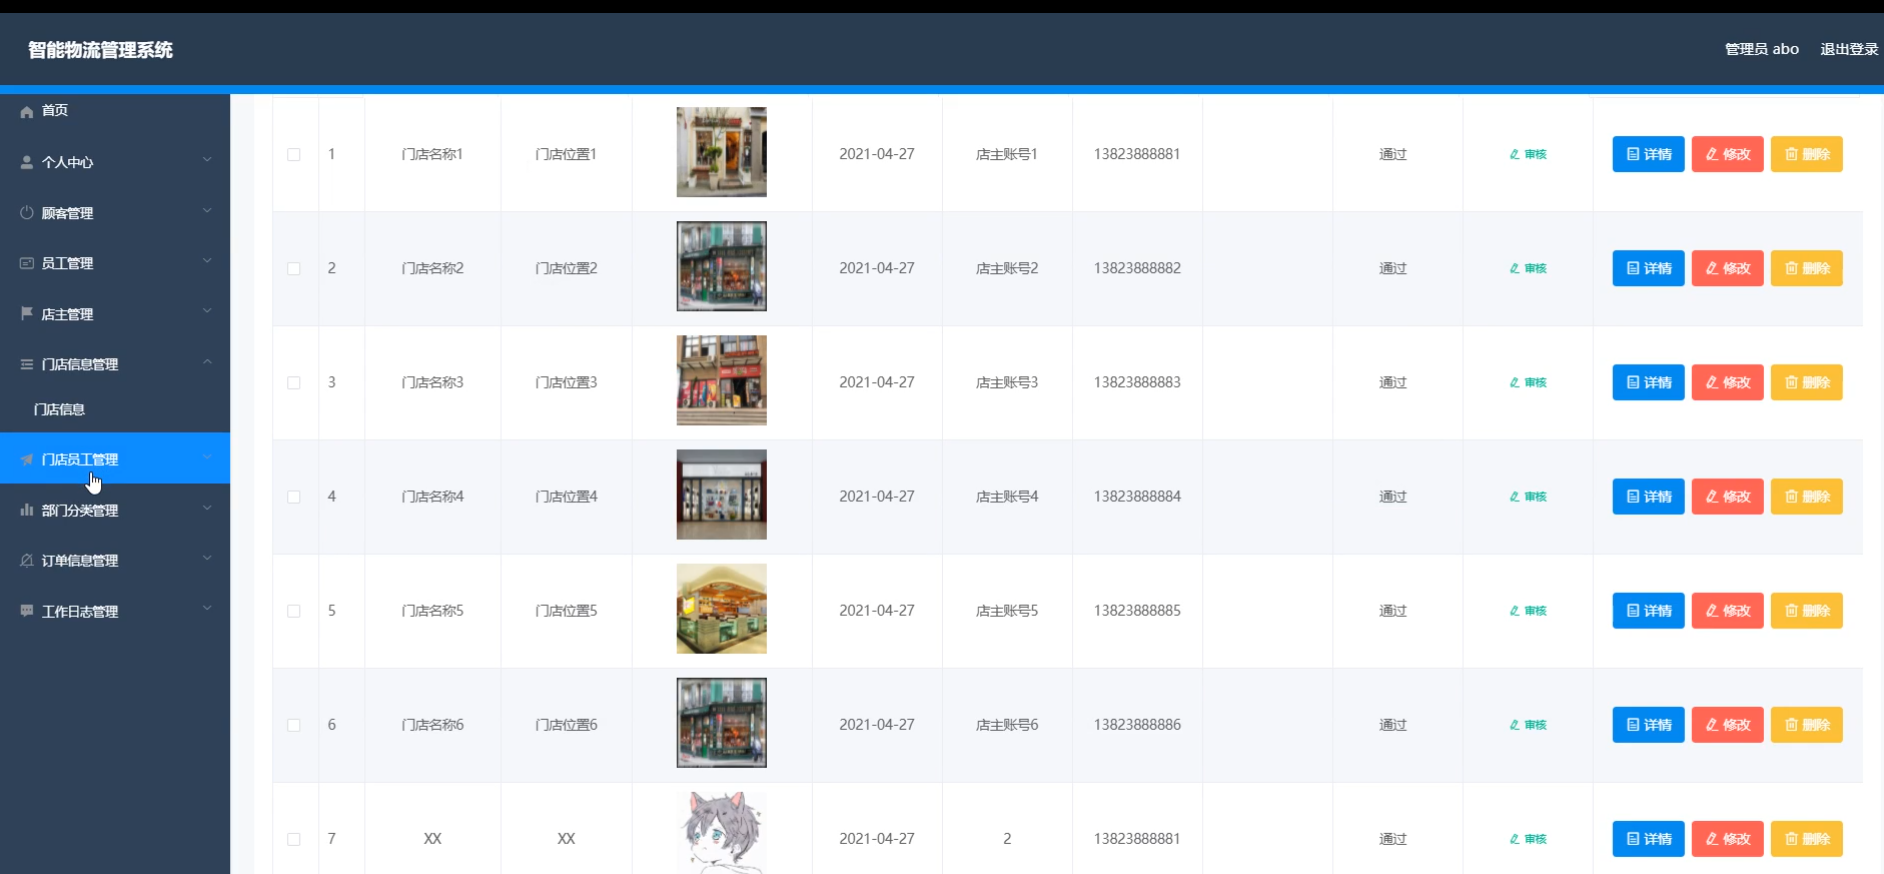 智能物流管理系统
管理员 abo 退出登录
首页
个人中心
顾客管理
员工管理
店主管理
门店信息管理
门店信息
门店员工管理
部门分类管理
订单信息管理
工作日志管理
1 门店名称1 门店位置1 2021-04-27 店主账号1 13823888881 通过 审核 详情 修改 删除
2 门店名称2 门店位置2 2021-04-27 店主账号2 13823888882 通过 审核 详情 修改 删除
3 门店名称3 门店位置3 2021-04-27 店主账号3 13823888883 通过 审核 详情 修改 删除
4 门店名称4 门店位置4 2021-04-27 店主账号4 13823888884 通过 审核 详情 修改 删除
5 门店名称5 门店位置5 2021-04-27 店主账号5 13823888885 通过 审核 详情 修改 删除
6 门店名称6 门店位置6 2021-04-27 店主账号6 13823888886 通过 审核 详情 修改 删除
7 XX XX 2021-04-27 2 13823888881 通过 审核 详情 修改 删除